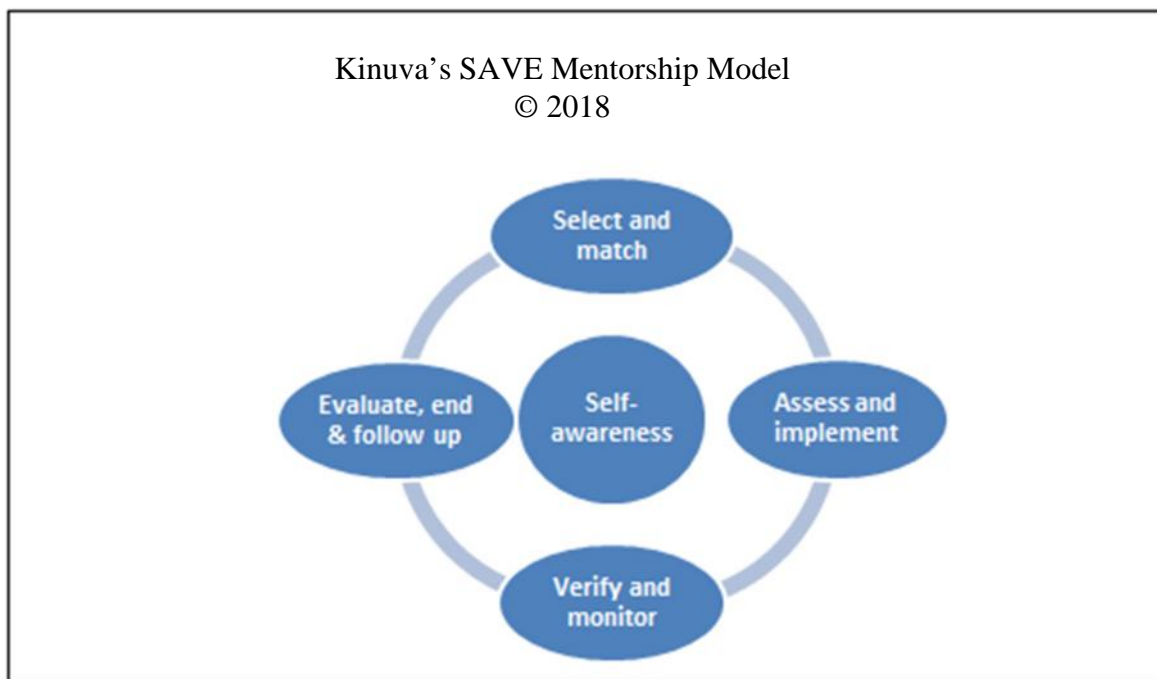 Kinuva’s SAVE Mentorship Model
© 2018
Select and
match
Evaluate, end
& follow up
Self-
awareness
Assess and
implement
Verify and
monitor